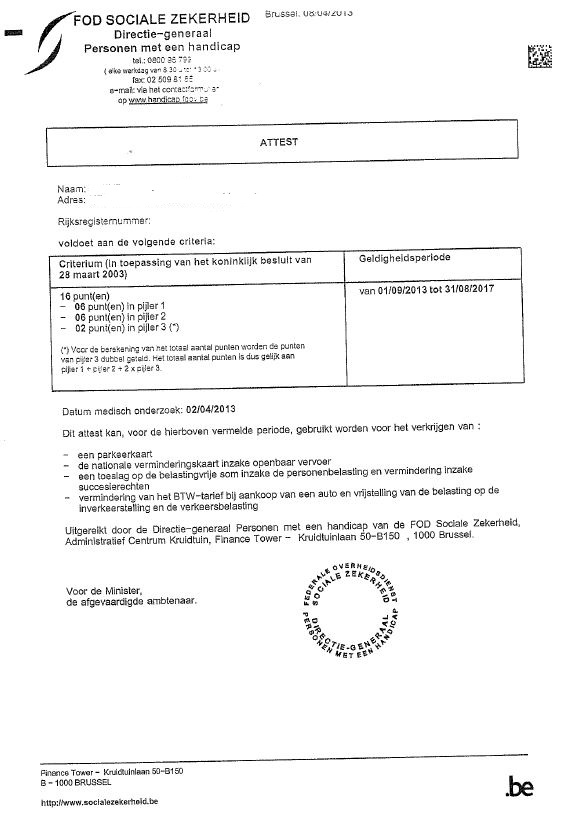 FOD SOCIALE ZEKERHEID
Directie-generaal
Personen met een handicap
Brussel, 08/04/2013
tel.: 0800
( elke werkdag van 8.30
fax: 02 509 81 85
e-mail: via het contactformulier
op www.handicap.fgov.be
ATTEST
Naam:
Adres:
Rijksregisternummer:
voldoet aan de volgende criteria:
Criterium (in toepassing van het koninklijk besluit van
28 maart 2003)
Geldigheidsperiode
16 punt(en)
– 06 punt(en) in pijler 1
– 06 punt(en) in pijler 2
– 02 punt(en) in pijler 3 (*)
(*) Voor de berekening van het totaal aantal punten worden de punten
van pijler 3 dubbel geteld. Het totaal aantal punten is dus gelijk aan
pijler 1 + pijler 2 + 2 x pijler 3.
van 01/09/2013 tot 31/08/2017
Datum medisch onderzoek: 02/04/2013
Dit attest kan, voor de hierboven vermelde periode, gebruikt worden voor het verkrijgen van :
– een parkeerkaart
– de nationale verminderingskaart inzake openbaar vervoer
– een toeslag op de belastingvrije som inzake de personenbelasting en vermindering inzake
succesierechten
– vermindering van het BTW-tarief bij aankoop van een auto en vrijstelling van de belasting op de
inverkeerstelling en de verkeersbelasting
Uitgereikt door de Directie-generaal Personen met een handicap van de FOD Sociale Zekerheid,
Administratief Centrum Kruidtuin, Finance Tower – Kruidtuinlaan 50-B150 , 1000 Brussel.
Voor de Minister,
de afgevaardigde ambtenaar.
FEDERALE OVERHEIDSDIENST
SOCIALE ZEKERHEID
DIRECTIE-GENERAAL
PERSONEN MET EEN HANDICAP
Finance Tower – Kruidtuinlaan 50-B150
B – 1000 BRUSSEL
http://www.socialezekerheid.be
.be